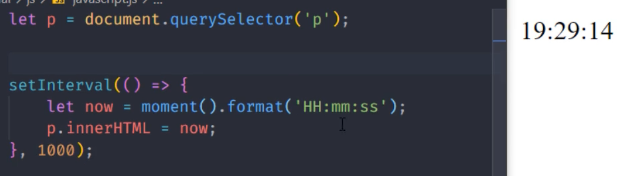 let p = document.querySelector('p');
setInterval(() => {
let now = moment().format('HH:mm:ss');
p.innerHTML = now;
}, 1000);
19:29:14